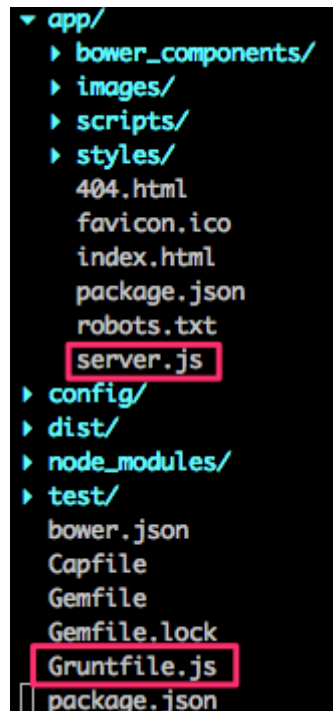 ▾ app/
▸ bower_components/
▸ images/
▸ scripts/
▸ styles/
404.html
favicon.ico
index.html
package.json
robots.txt
server.js
▸ config/
▸ dist/
▸ node_modules/
▸ test/
bower.json
Capfile
Gemfile
Gemfile.lock
Gruntfile.js
package.json